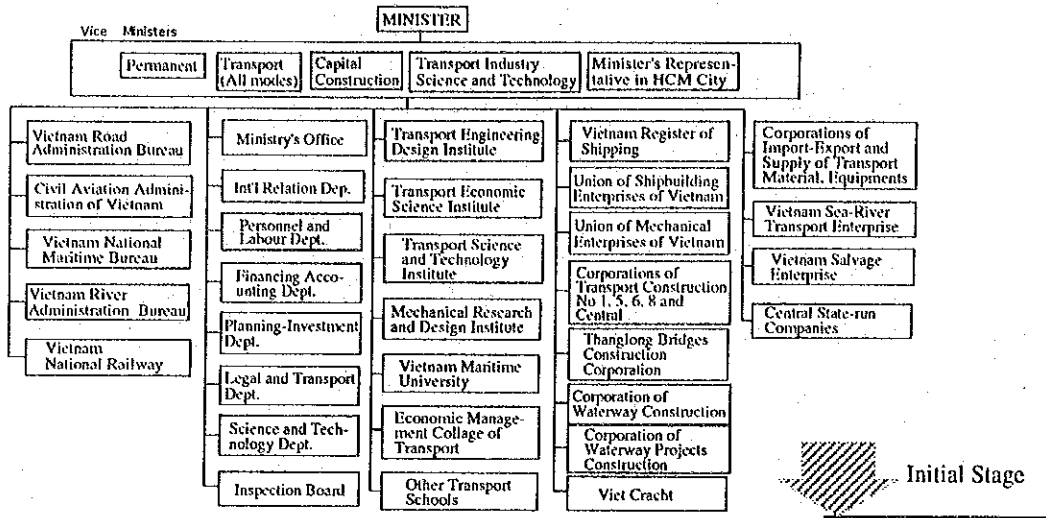 MINISTER
Vice Ministers
Permanent
Transport
(All modes)
Capital
Construction
Transport Industry
Science and Technology
Minister's Represen-
tative in HCM City
Vietnam Road
Administration Bureau
Civil Aviation Admini-
stration of Vietnam
Vietnam National
Maritime Bureau
Vietnam River
Administration Bureau
Vietnam
National Railway
Ministry's Office
Int'l Relation Dep.
Personnel and
Labour Dept.
Financing Acco-
unting Dept.
Planning-Investment
Dept.
Legal and Transport
Dept.
Science and Tech-
nology Dept.
Inspection Board
Transport Engineering
Design Institute
Transport Economic
Science Institute
Transport Science
and Technology
Institute
Mechanical Research
and Design Institute
Vietnam Maritime
University
Economic Manage-
ment Collage of
Transport
Other Transport
Schools
Vietnam Register of
Shipping
Union of Shipbuilding
Enterprises of Vietnam
Union of Mechanical
Enterprises of Vietnam
Corporations of
Transport Construction
No 1, 5, 6, 8 and
Central
Thanglong Bridges
Construction
Corporation
Corporation of
Waterway Construction
Corporation of
Waterway Projects
Construction
Viet Cracht
Corporations of
Import-Export and
Supply of Transport
Material, Equipments
Vietnam Sea-River
Transport Enterprise
Vietnam Salvage
Enterprise
Central State-run
Companies
Initial Stage